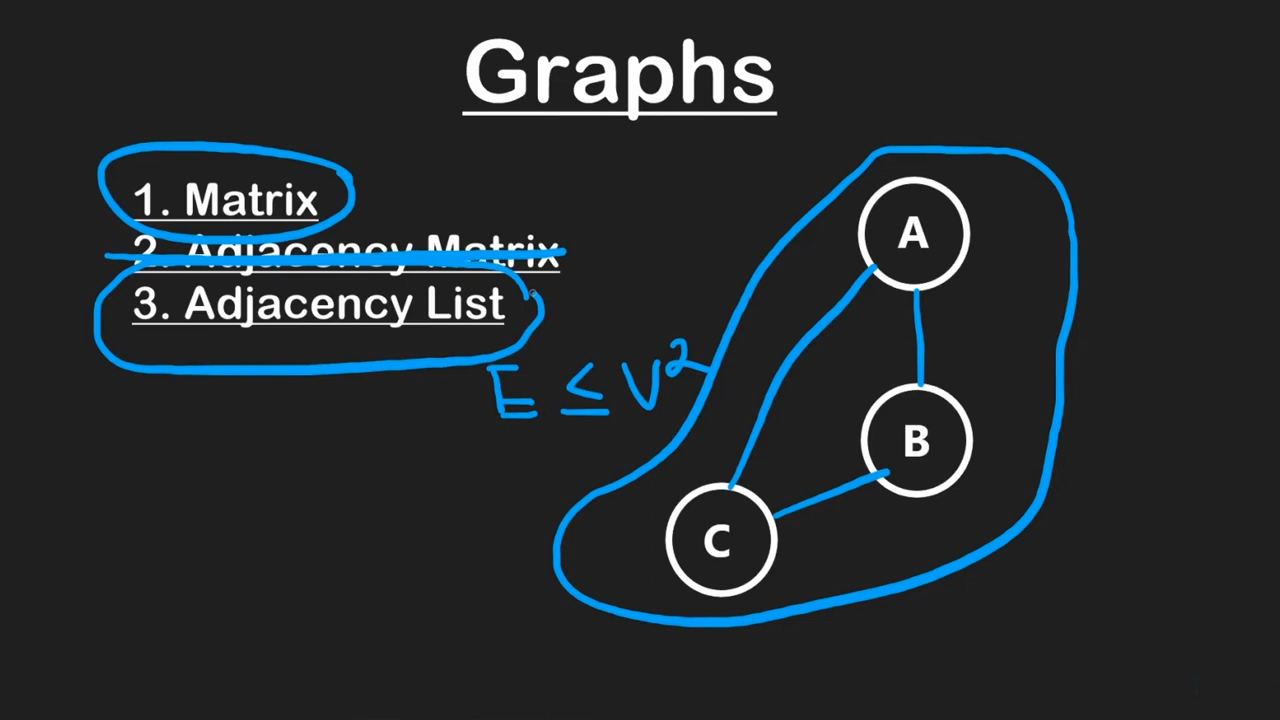 Graphs
1. Matrix
2. Adjacency Matrix
3. Adjacency List
E ≤ V²
A
B
C